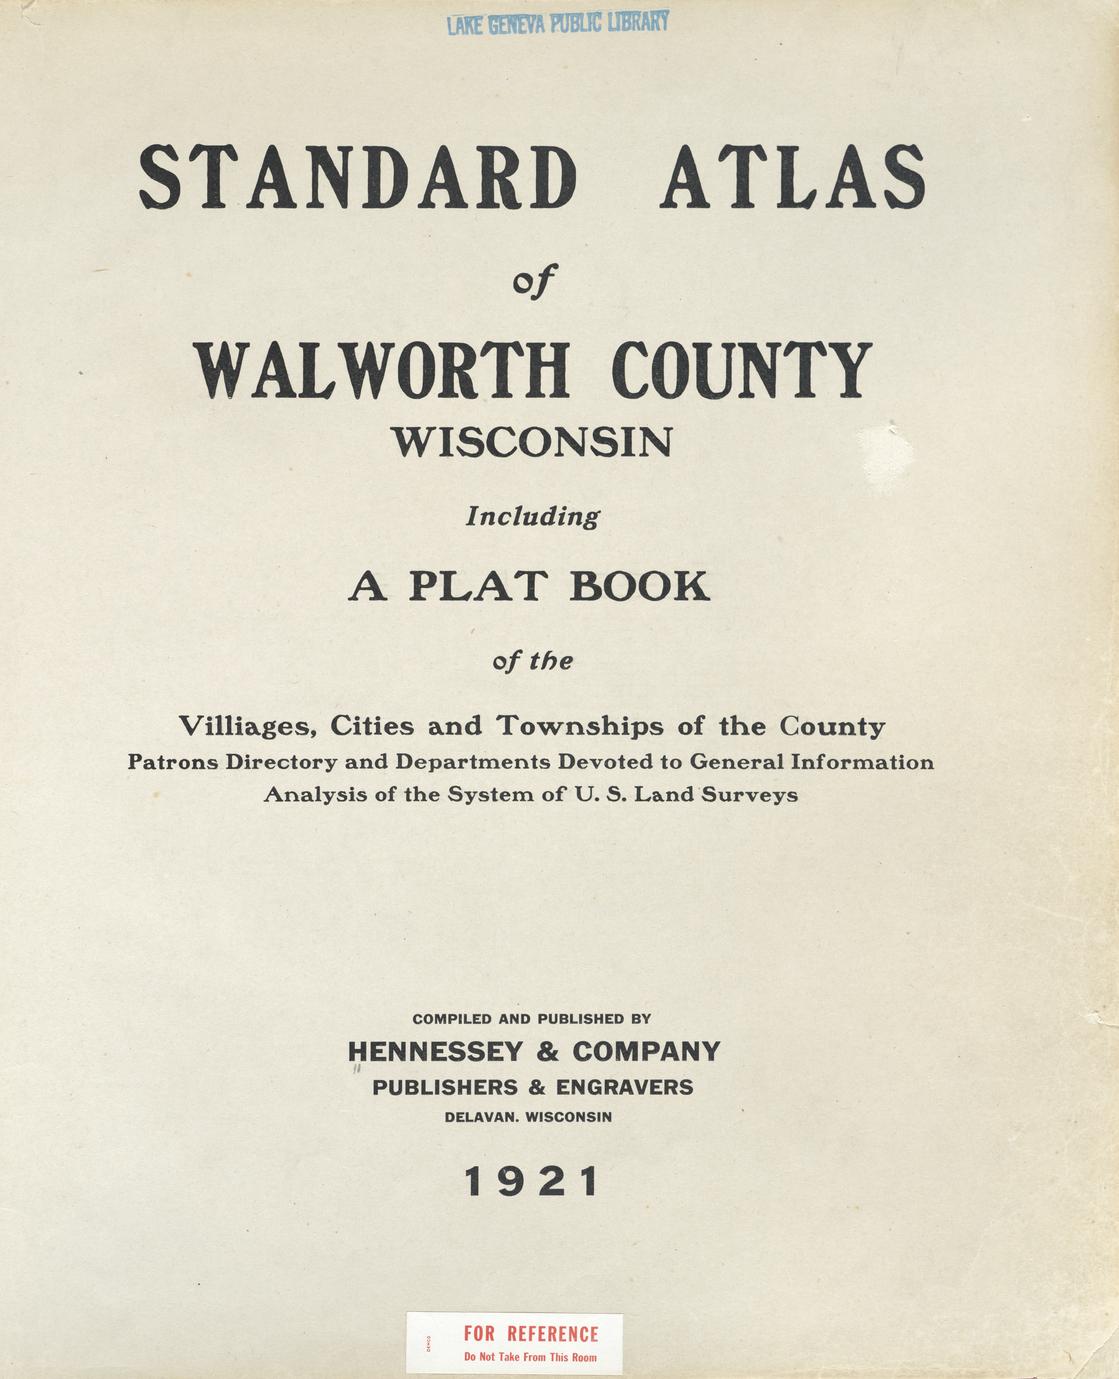 LAKE GENEVA PUBLIC LIBRARY
STANDARD ATLAS
of
WALWORTH COUNTY
WISCONSIN
Including
A PLAT BOOK
of the
Villiages, Cities and Townships of the County
Patrons Directory and Departments Devoted to General Information
Analysis of the System of U. S. Land Surveys
COMPILED AND PUBLISHED BY
HENNESSEY & COMPANY
PUBLISHERS & ENGRAVERS
DELAVAN. WISCONSIN
1921
DEMCO
FOR REFERENCE
Do Not Take From This Room